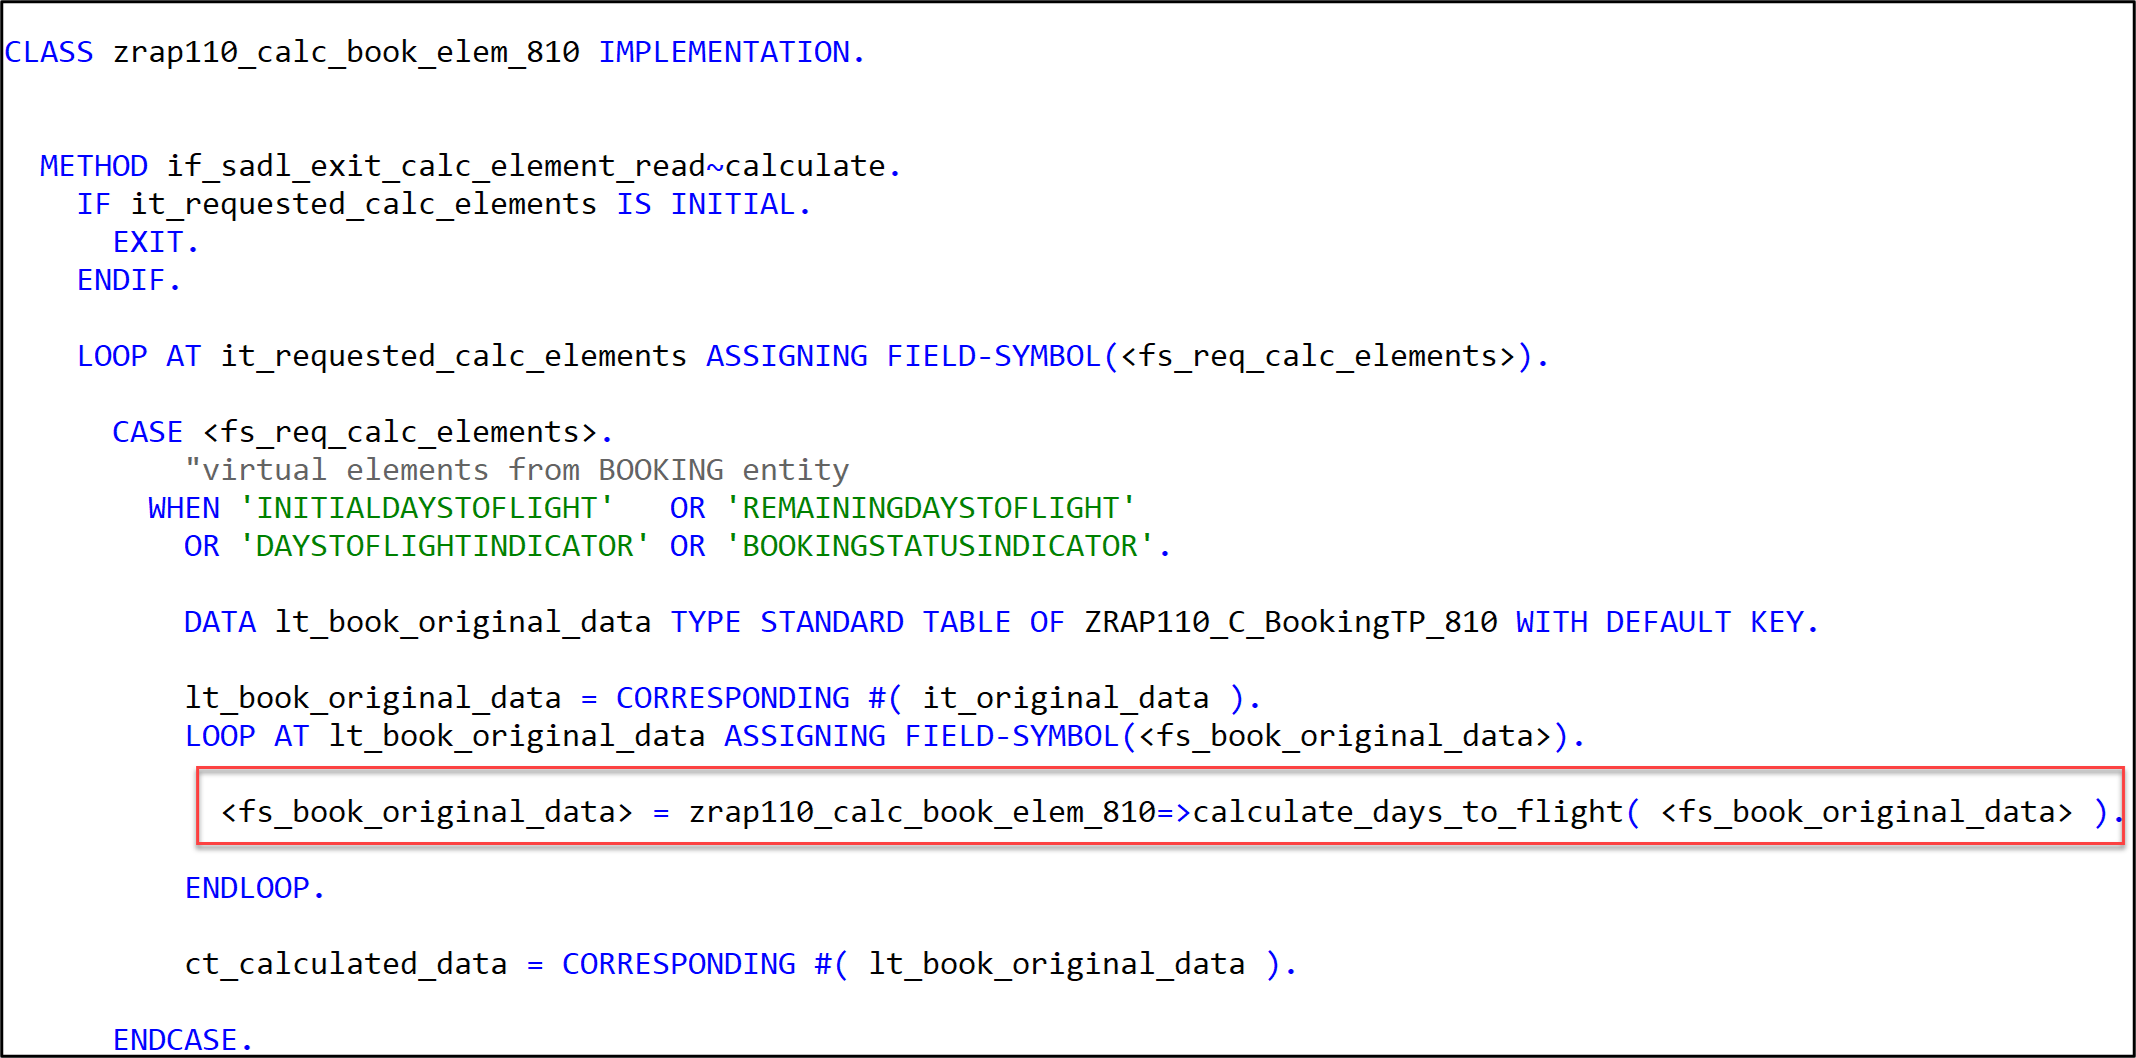 CLASS zrap110_calc_book_elem_810 IMPLEMENTATION.
METHOD if_sadl_exit_calc_element_read~calculate.
IF it_requested_calc_elements IS INITIAL.
EXIT.
ENDIF.
LOOP AT it_requested_calc_elements ASSIGNING FIELD-SYMBOL(<fs_req_calc_elements>).
CASE <fs_req_calc_elements>.
"virtual elements from BOOKING entity
WHEN 'INITIALDAYSTOFLIGHT'   OR 'REMAININGDAYSTOFLIGHT'
OR 'DAYSTOFLIGHTINDICATOR' OR 'BOOKINGSTATUSINDICATOR'.
DATA lt_book_original_data TYPE STANDARD TABLE OF ZRAP110_C_BookingTP_810 WITH DEFAULT KEY.
lt_book_original_data = CORRESPONDING #( it_original_data ).
LOOP AT lt_book_original_data ASSIGNING FIELD-SYMBOL(<fs_book_original_data>).
<fs_book_original_data> = zrap110_calc_book_elem_810=>calculate_days_to_flight( <fs_book_original_data> ).
ENDLOOP.
ct_calculated_data = CORRESPONDING #( lt_book_original_data ).
ENDCASE.